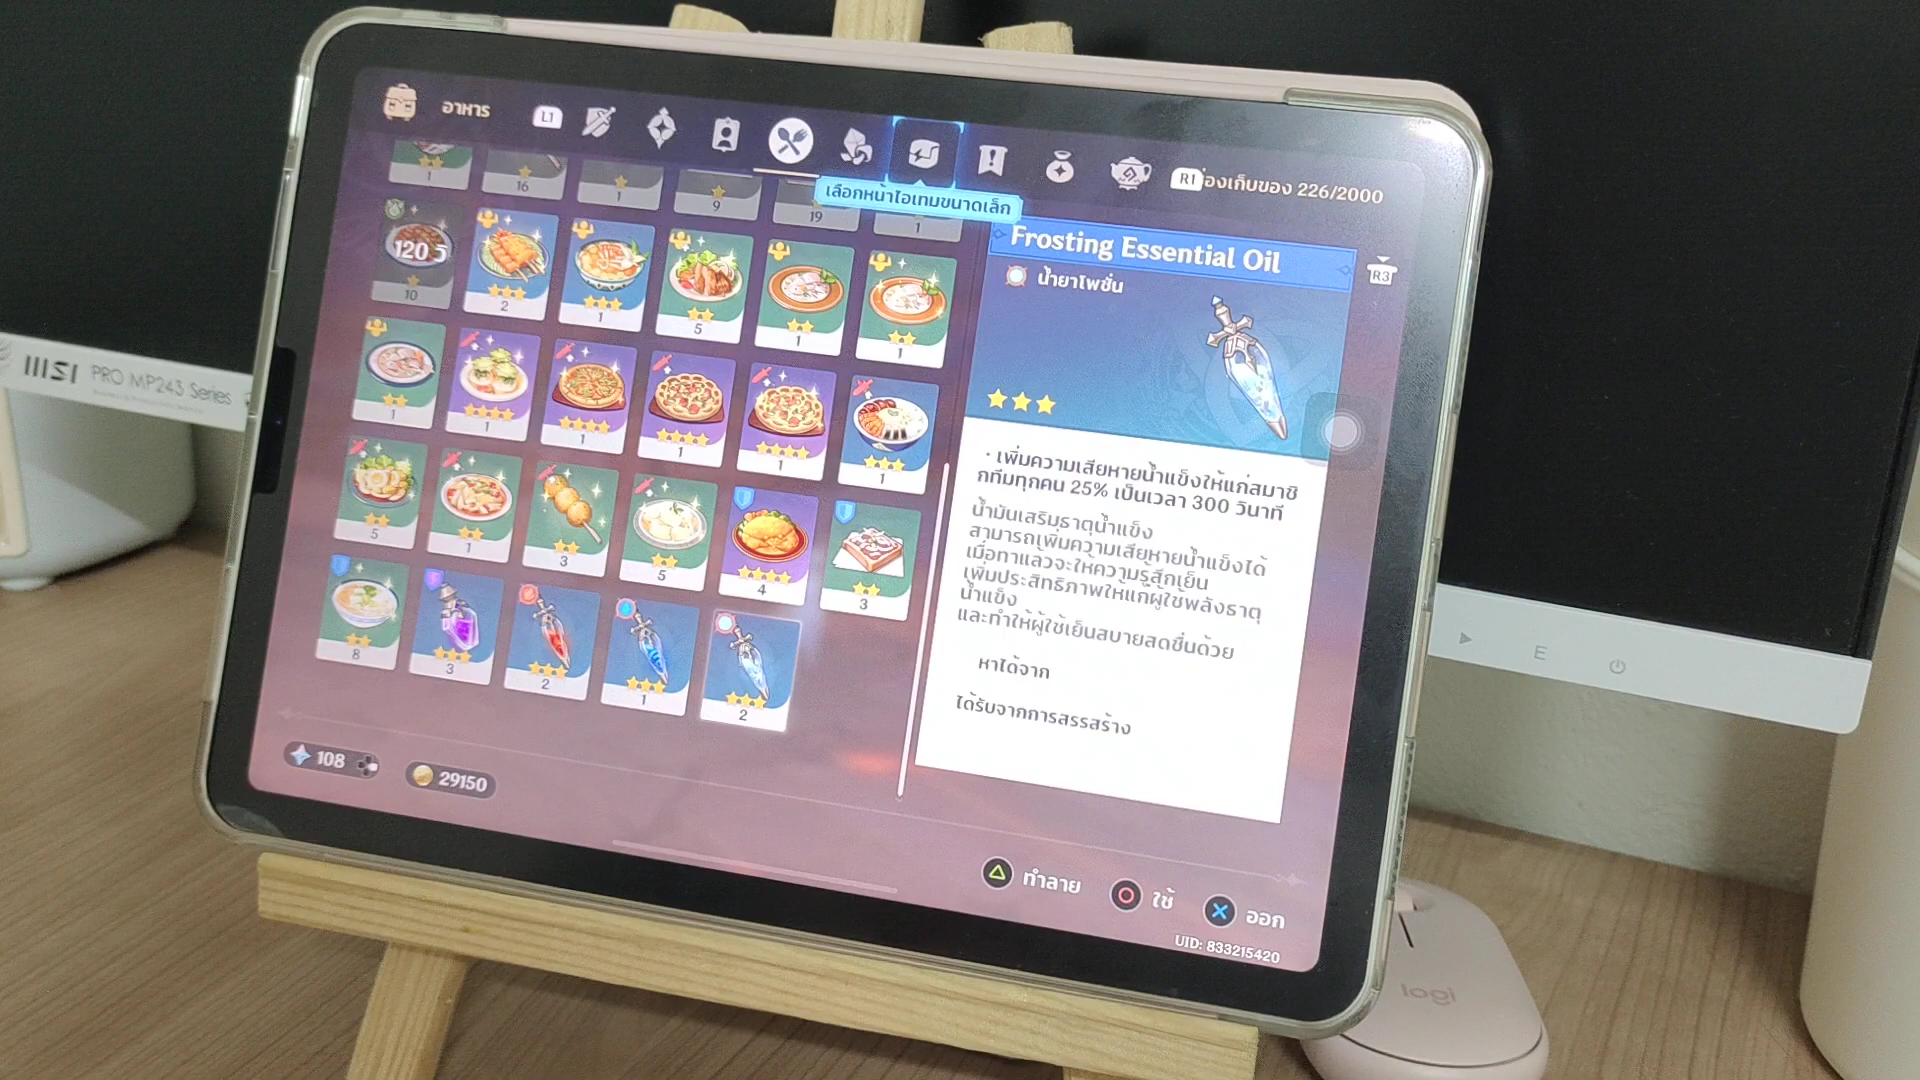 อาหาร
L1
R1
่องเก็บของ 226/2000
เลือกหน้าไอเทมขนาดเล็ก
1
16
1
9
19
1
120 วิ
10
2
1
5
1
1
1
1
1
1
1
1
5
1
3
5
4
3
8
3
2
1
2
Frosting Essential Oil
R3
น้ำยาโพชั่น
· เพิ่มความเสียหายน้ำแข็งให้แก่สมาชิ
กทีมทุกคน 25% เป็นเวลา 300 วินาที
น้ำมันเสริมธาตุน้ำแข็ง
สามารถเพิ่มความเสียหายน้ำแข็งได้
เมื่อทาแล้วจะให้ความรู้สึกเย็น
เพิ่มประสิทธิภาพให้แก่ผู้ใช้พลังธาตุ
น้ำแข็ง
และทำให้ผู้ใช้เย็นสบายสดชื่นด้วย
หาได้จาก
ได้รับจากการสรรสร้าง
108
29150
ทำลาย
ใช้
ออก
UID: 833215420
msi PRO MP243 Series
E
logi